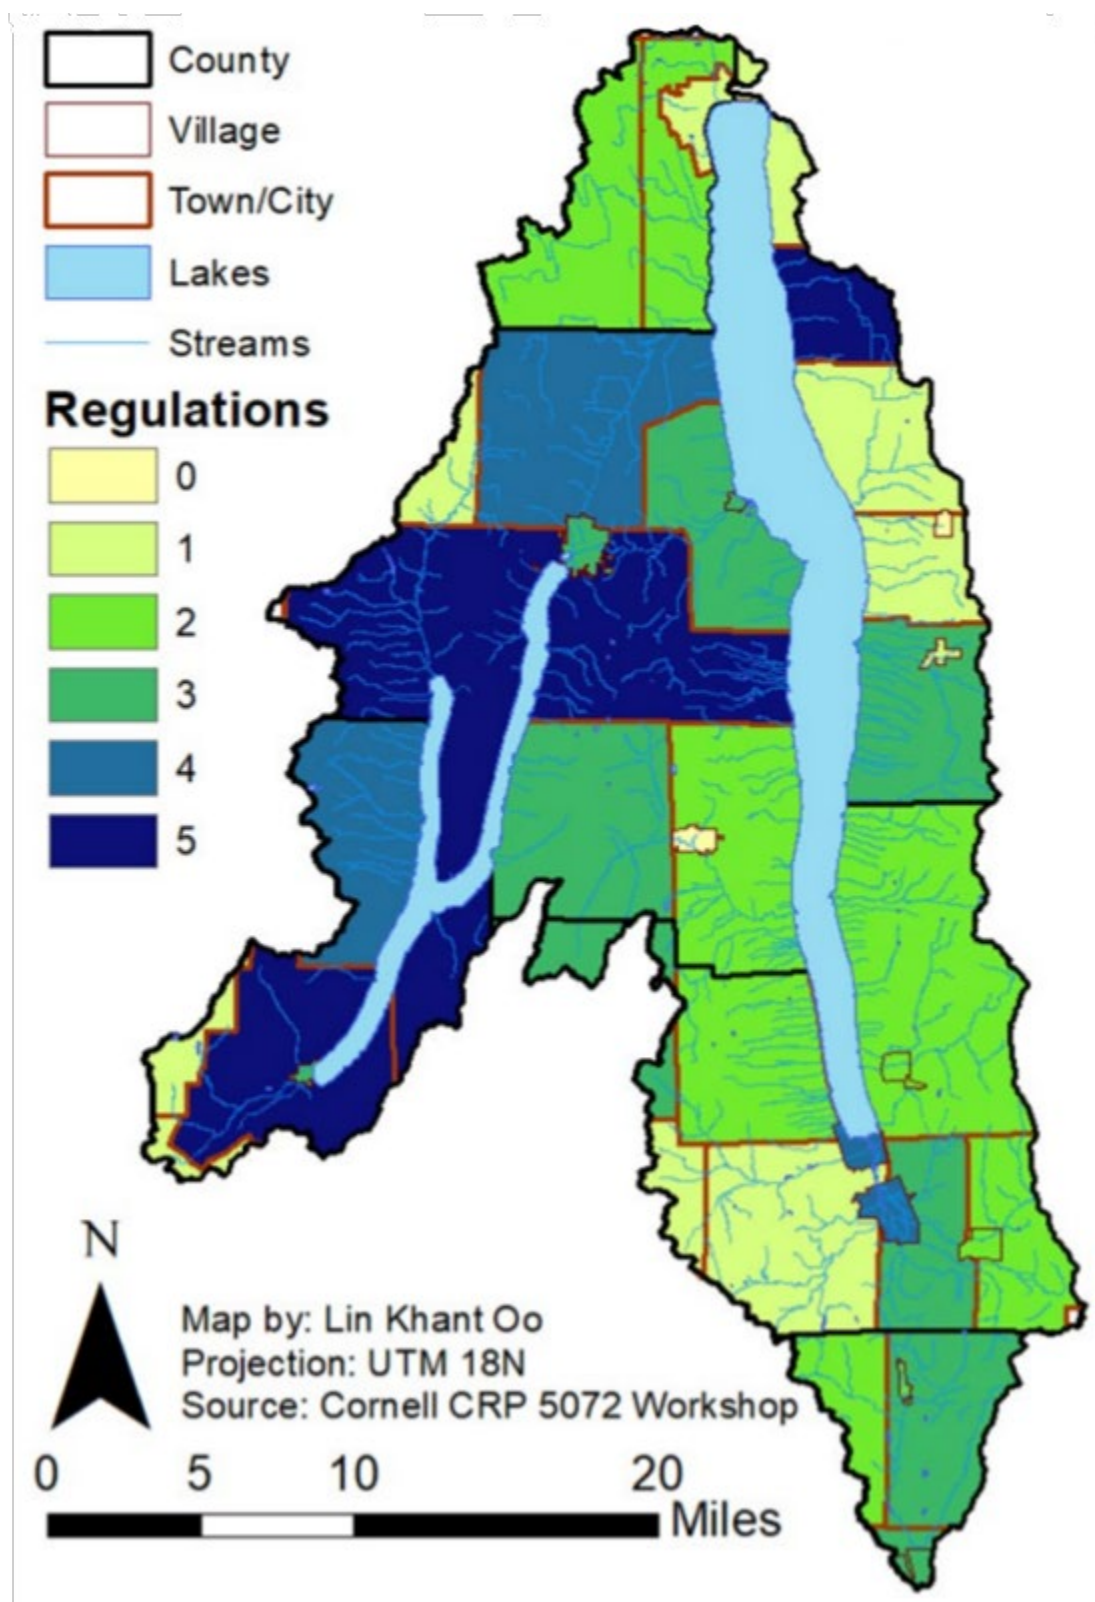 County
Village
Town/City
Lakes
Streams
Regulations
0
1
2
3
4
5
N
Map by: Lin Khant Oo
Projection: UTM 18N
Source: Cornell CRP 5072 Workshop
0 5 10 20
Miles